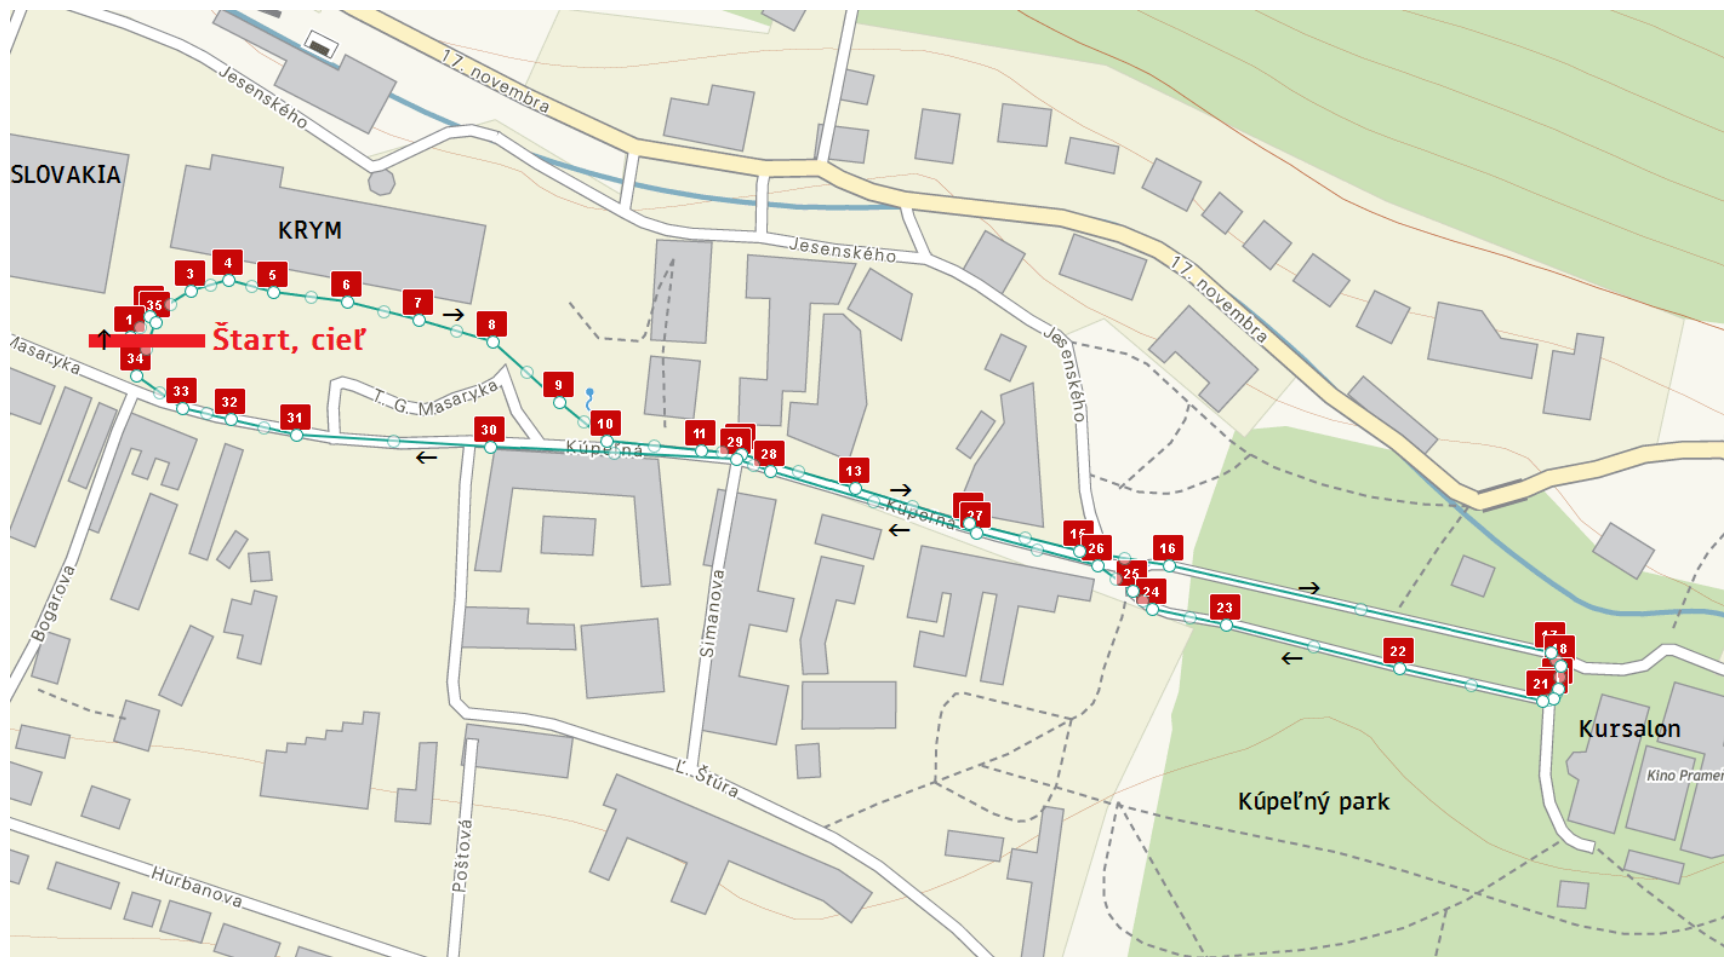 17. novembra
Jesenského
SLOVAKIA
KRYM
Jesenského
17. novembra
3
4
5
6
7
8
35
1
Štart, cieľ
Masaryka
34
33
32
31
T. G. Masaryka
9
10
30
Kúpeľná
11
29
28
13
Jesenského
Kúpeľná
27
15
26
16
25
24
23
22
17
18
21
Bogarova
Šimanova
Kursalon
Kino Prameň
Kúpeľný park
Ľ. Štúra
Poštová
Hurbanova